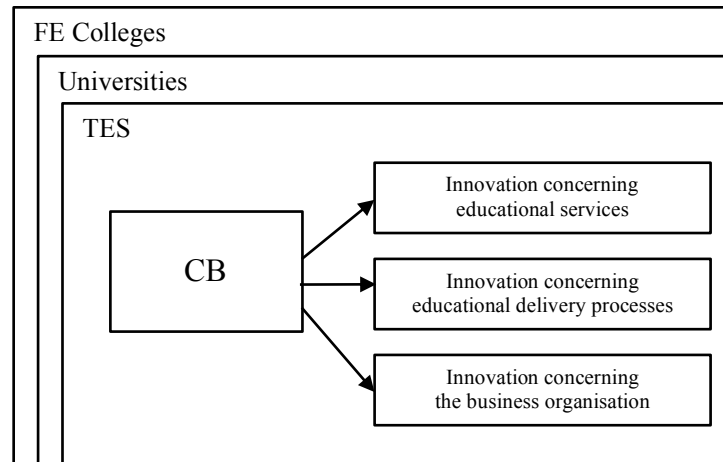 FE Colleges
Universities
TES
CB
Innovation concerning
educational services
Innovation concerning
educational delivery processes
Innovation concerning
the business organisation